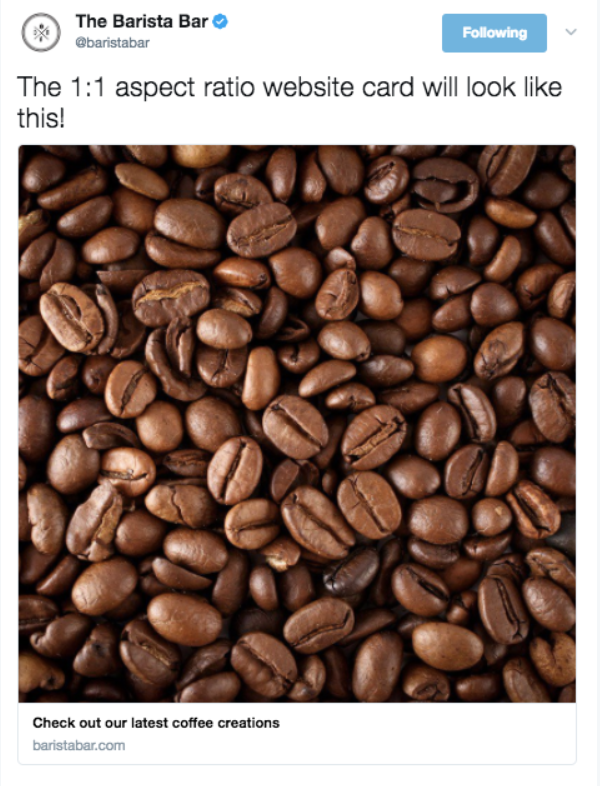 The Barista Bar
@baristabar
Following
The 1:1 aspect ratio website card will look like
this!
Check out our latest coffee creations
baristabar.com